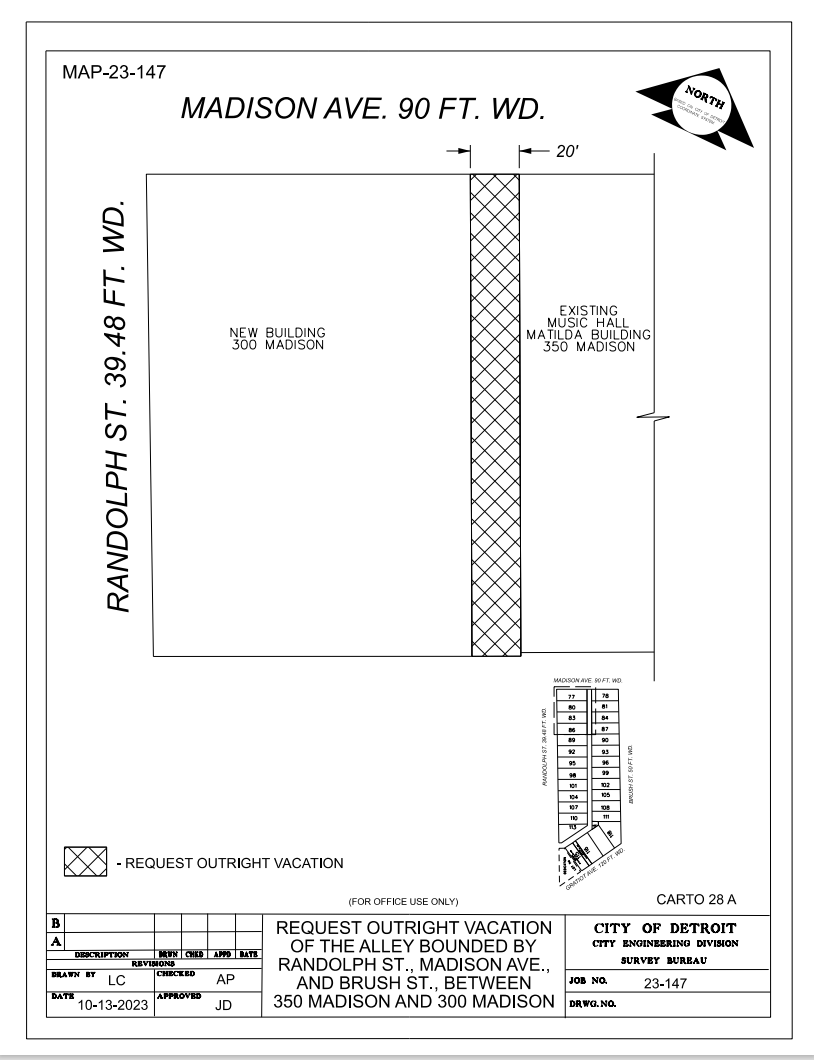 MAP-23-147
MADISON AVE. 90 FT. WD.
NORTH
BASED ON CITY OF DETROIT
COORDINATE SYSTEM
20'
RANDOLPH ST. 39.48 FT. WD.
NEW BUILDING
300 MADISON
EXISTING
MUSIC HALL
MATILDA BUILDING
350 MADISON
MADISON AVE. 90 FT. WD.
RANDOLPH ST. 39.48 FT. WD.
BRUSH ST. 50 FT. WD.
77 78
80 81
83 84
86 87
89 90
92 93
95 96
98 99
101 102
104 105
107 108
110 111
113
GRATIOT AVE. 120 FT. WD.
- REQUEST OUTRIGHT VACATION
(FOR OFFICE USE ONLY)
CARTO 28 A
B
A
DESCRIPTION DRWN CHKD APPD DATE
REVISIONS
DRAWN BY LC
CHECKED AP
DATE 10-13-2023
APPROVED JD
REQUEST OUTRIGHT VACATION
OF THE ALLEY BOUNDED BY
RANDOLPH ST., MADISON AVE.,
AND BRUSH ST., BETWEEN
350 MADISON AND 300 MADISON
CITY OF DETROIT
CITY ENGINEERING DIVISION
SURVEY BUREAU
JOB NO. 23-147
DRWG. NO.